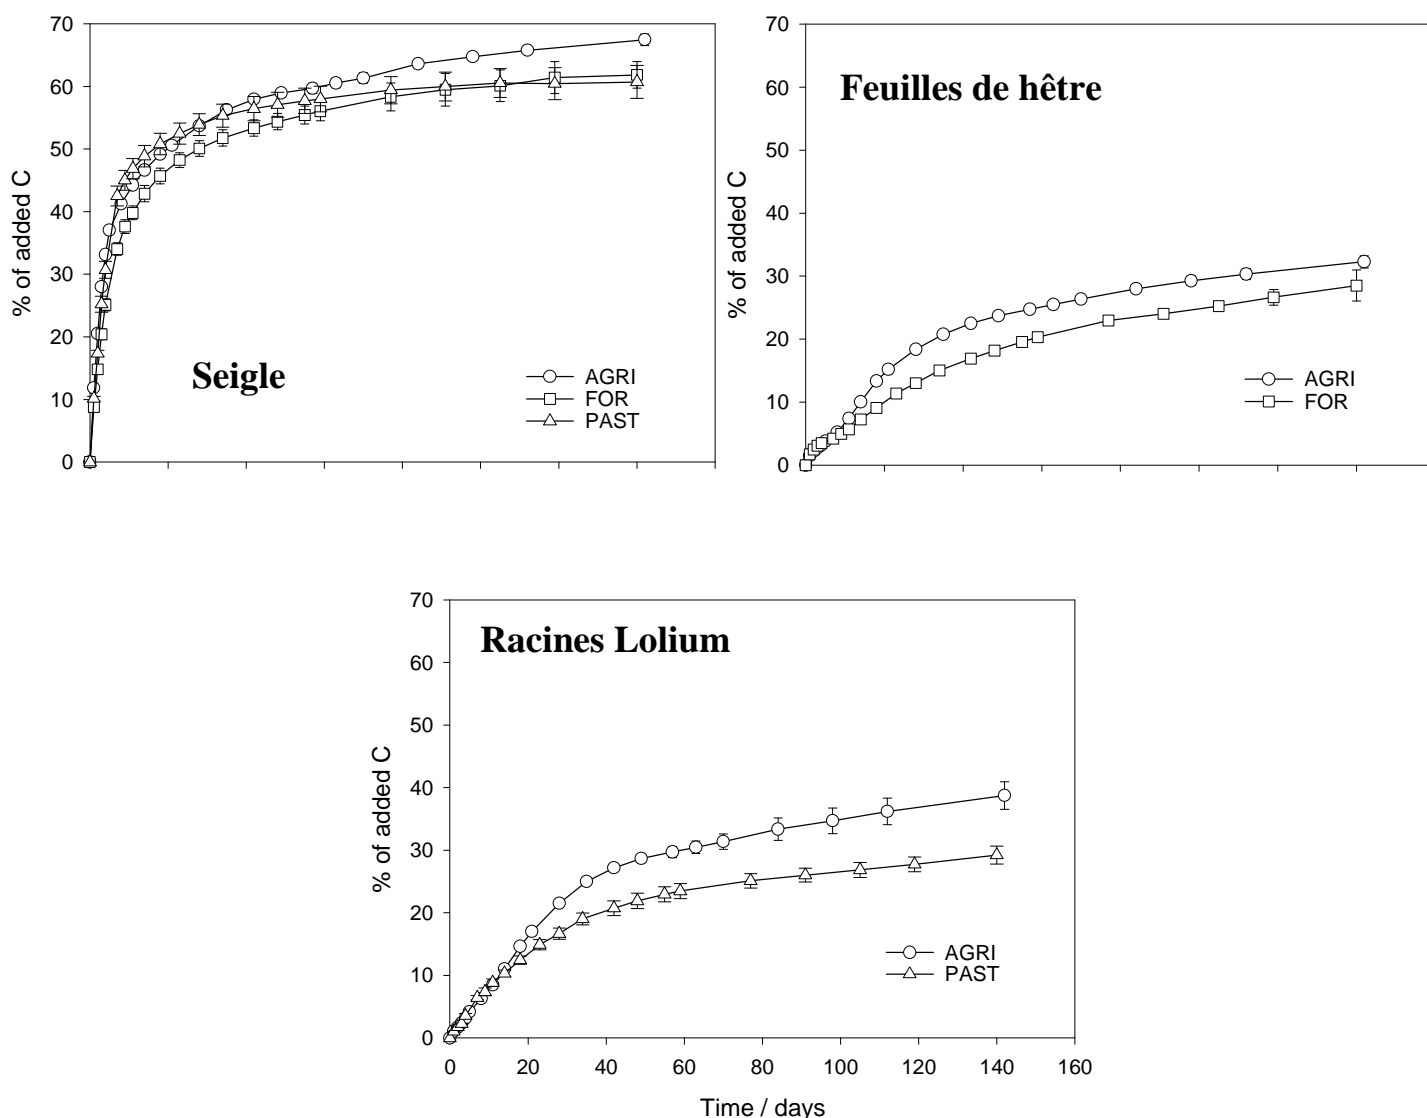 70
60
50
40
30
20
10
0
% of added C
Seigle
AGRI
FOR
PAST
70
60
50
40
30
20
10
0
% of added C
Feuilles de hêtre
AGRI
FOR
70
60
50
40
30
20
10
0
% of added C
Racines Lolium
AGRI
PAST
0 20 40 60 80 100 120 140 160
Time / days